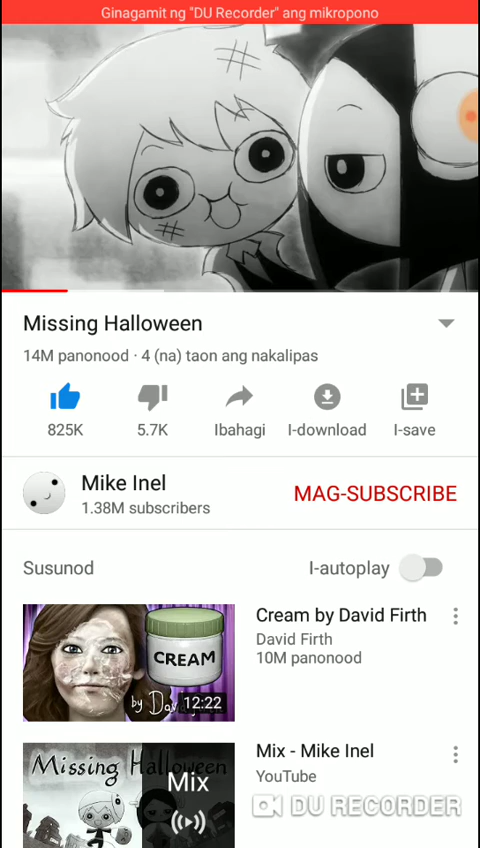 Ginagamit ng "DU Recorder" ang mikropono
Missing Halloween
14M panonood · 4 (na) taon ang nakalipas
825K
5.7K
Ibahagi
I-download
I-save
Mike Inel
1.38M subscribers
MAG-SUBSCRIBE
Susunod
I-autoplay
CREAM
by David
12:22
Cream by David Firth
David Firth
10M panonood
Missing Halloween
Mix
Mix - Mike Inel
YouTube
DU RECORDER